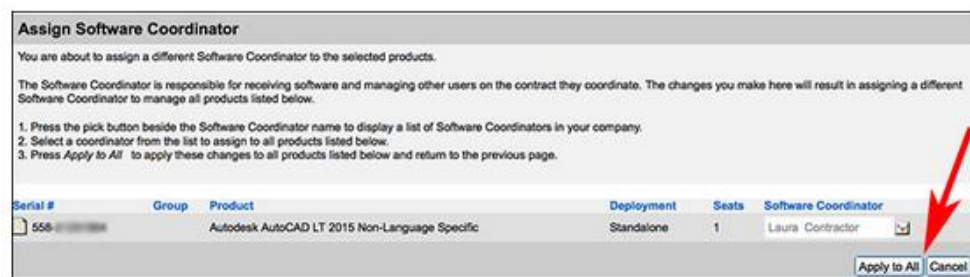 Assign Software Coordinator
You are about to assign a different Software Coordinator to the selected products.
The Software Coordinator is responsible for receiving software and managing other users on the contract they coordinate. The changes you make here will result in assigning a different
Software Coordinator to manage all products listed below.
1. Press the pick button beside the Software Coordinator name to display a list of Software Coordinators in your company.
2. Select a coordinator from the list to assign to all products listed below.
3. Press Apply to All to apply these changes to all products listed below and return to the previous page.
Serial # Group Product Deployment Seats Software Coordinator
558- Autodesk AutoCAD LT 2015 Non-Language Specific Standalone 1 Laura Contractor
Apply to All Cancel